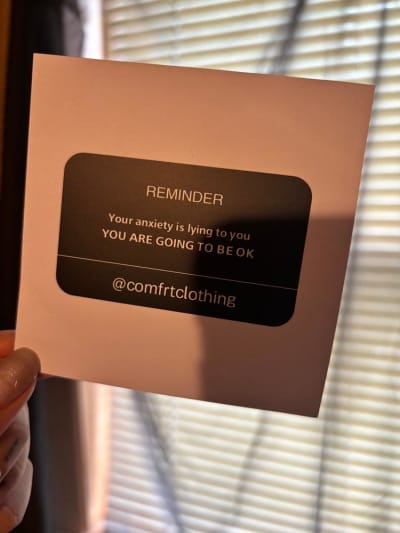 REMINDER
Your anxiety is lying to you
YOU ARE GOING TO BE OK
@comfrtclothing